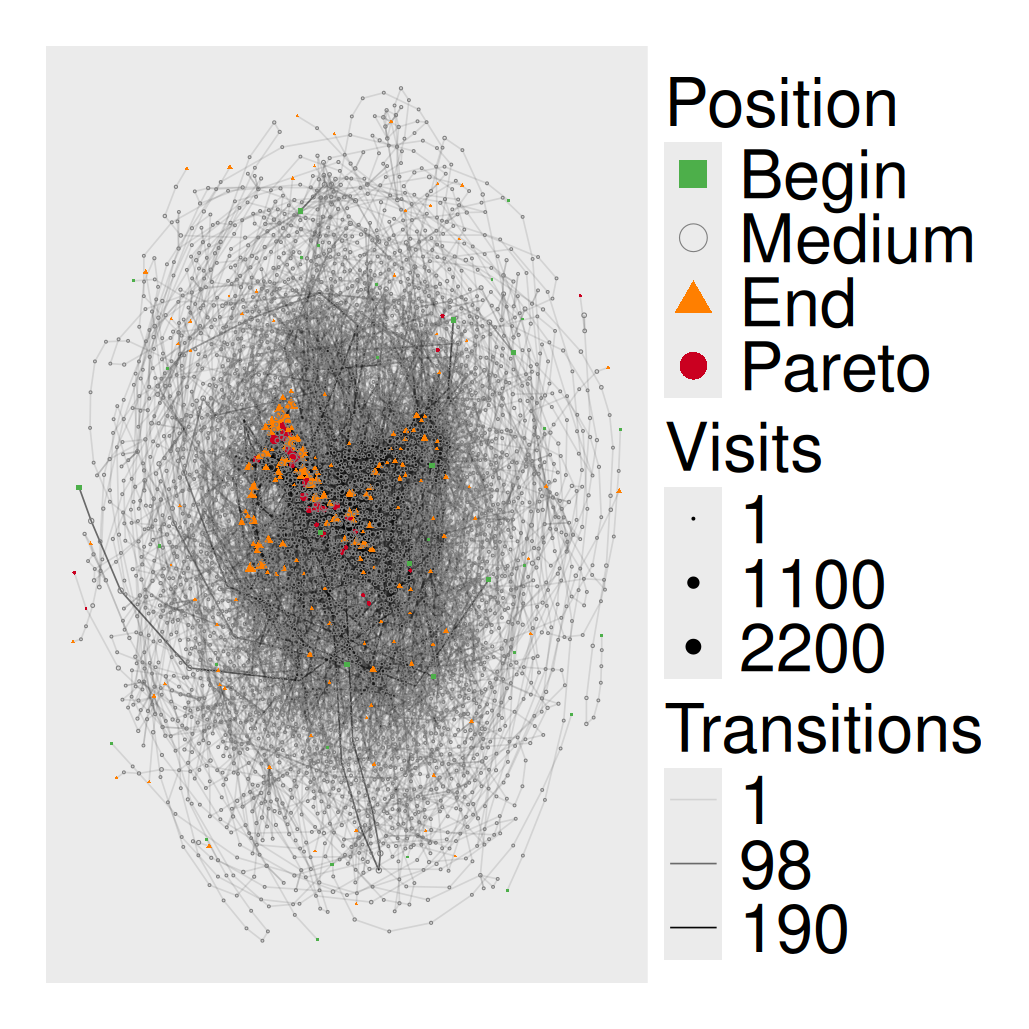 Position
Begin
Medium
End
Pareto
Visits
1
1100
2200
Transitions
1
98
190